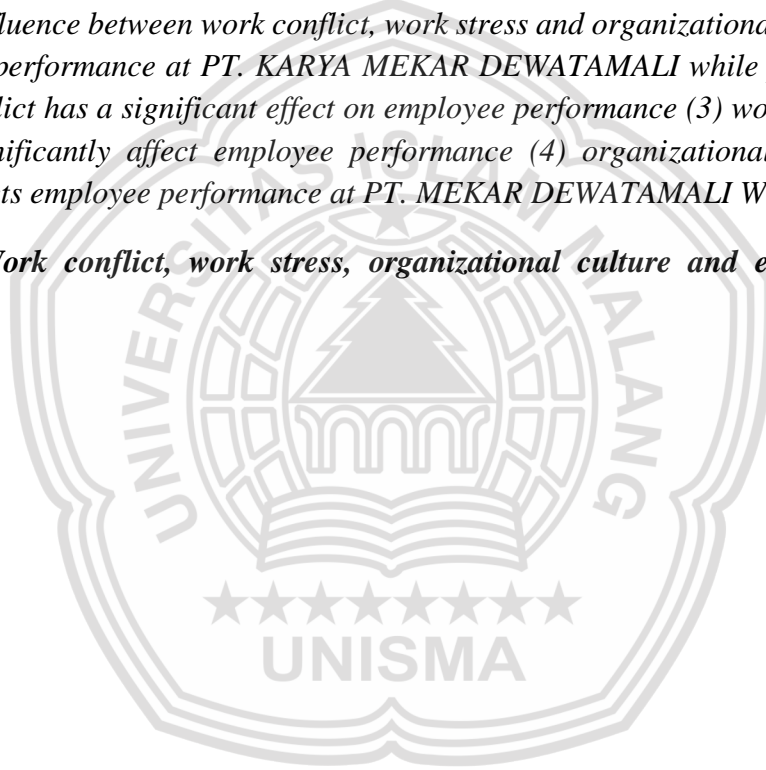 fluence between work conflict, work stress and organizational
performance at PT. KARYA MEKAR DEWATAMALI while
lict has a significant effect on employee performance (3) wo
nificantly affect employee performance (4) organizational
ts employee performance at PT. MEKAR DEWATAMALI W
Work conflict, work stress, organizational culture and e
UNIVERSITAS ISLAM MALANG
UNISMA